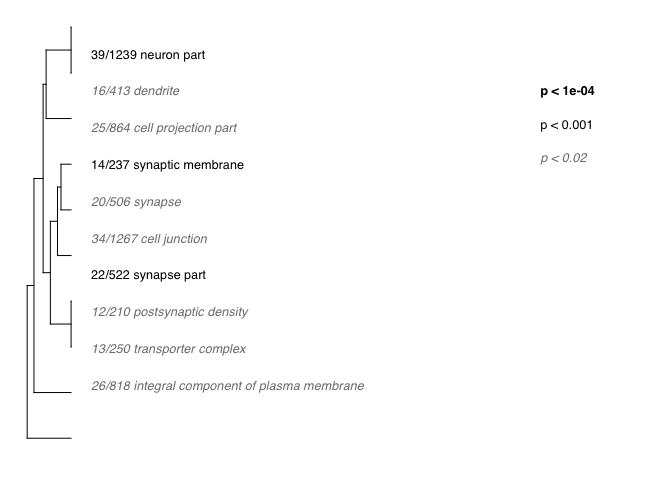 39/1239 neuron part
16/413 dendrite
p < 1e-04
25/864 cell projection part
p < 0.001
14/237 synaptic membrane
p < 0.02
20/506 synapse
34/1267 cell junction
22/522 synapse part
12/210 postsynaptic density
13/250 transporter complex
26/818 integral component of plasma membrane